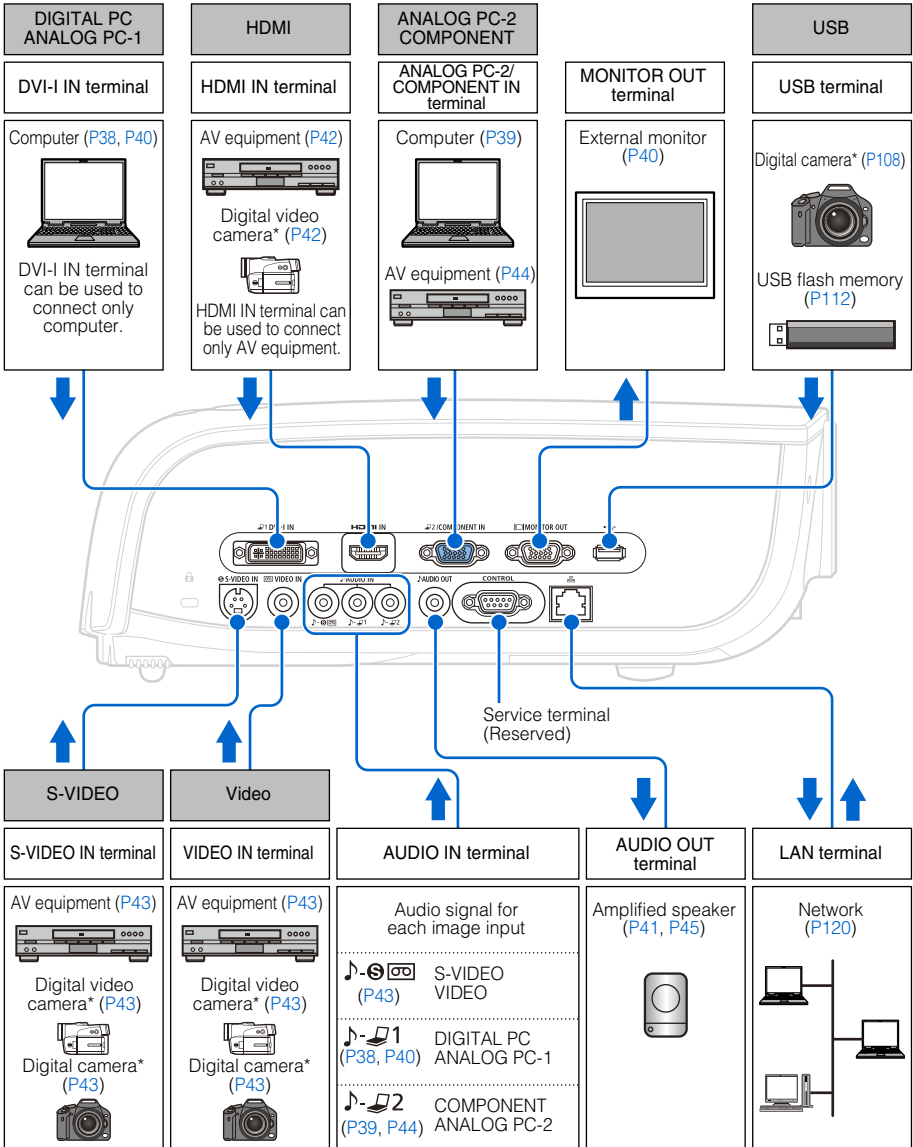 DIGITAL PC
ANALOG PC-1
HDMI
ANALOG PC-2
COMPONENT
USB
DVI-I IN terminal
HDMI IN terminal
ANALOG PC-2/
COMPONENT IN
terminal
MONITOR OUT
terminal
USB terminal
Computer (P38, P40)
DVI-I IN terminal
can be used to
connect only
computer.
AV equipment (P42)
Digital video
camera* (P42)
HDMI IN terminal can
be used to connect
only AV equipment.
Computer (P39)
AV equipment (P44)
External monitor
(P40)
Digital camera* (P108)
USB flash memory
(P112)
1 DVI-I IN
HDMI IN
2/COMPONENT IN
MONITOR OUT
S-VIDEO IN
VIDEO IN
AUDIO IN
AUDIO OUT
CONTROL
♪-S
♪-1
♪-2
Service terminal
(Reserved)
S-VIDEO
Video
S-VIDEO IN terminal
VIDEO IN terminal
AUDIO IN terminal
AUDIO OUT
terminal
LAN terminal
AV equipment (P43)
Digital video
camera* (P43)
Digital camera*
(P43)
AV equipment (P43)
Digital video
camera* (P43)
Digital camera*
(P43)
Audio signal for
each image input
♪-S
(P43)
S-VIDEO
VIDEO
♪-1
(P38, P40)
DIGITAL PC
ANALOG PC-1
♪-2
(P39, P44)
COMPONENT
ANALOG PC-2
Amplified speaker
(P41, P45)
Network
(P120)